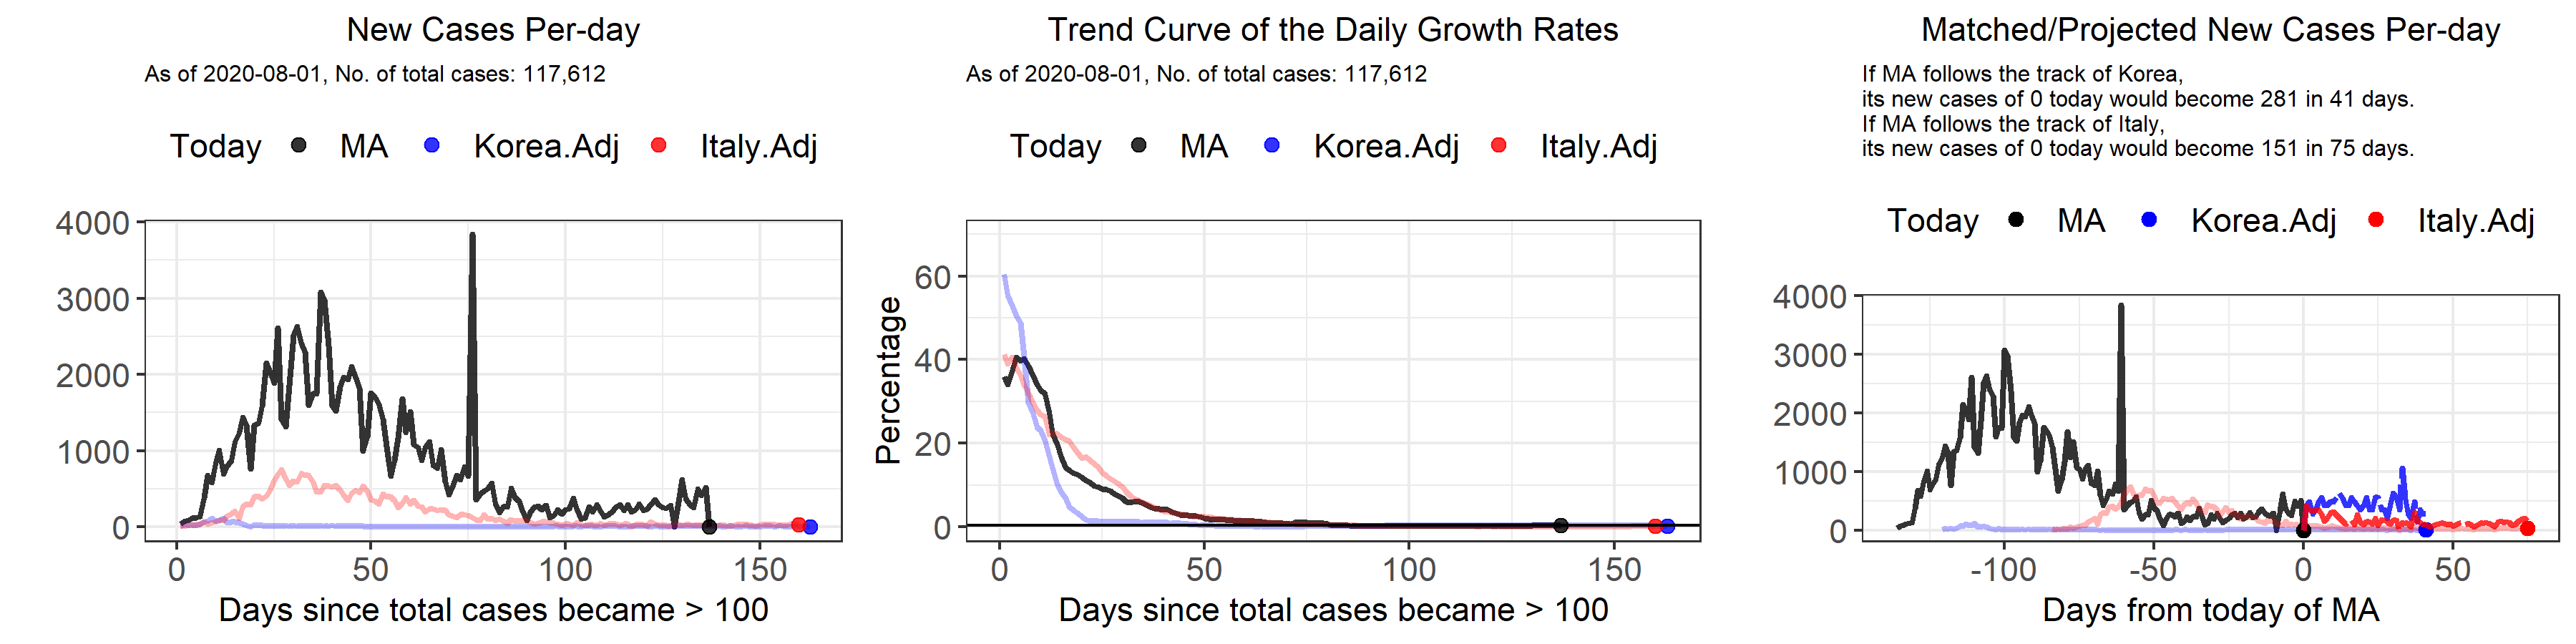 New Cases Per-day
As of 2020-08-01, No. of total cases: 117,612
Today MA Korea.Adj Italy.Adj
4000
3000
2000
1000
0
0 50 100 150
Days since total cases became > 100
Trend Curve of the Daily Growth Rates
As of 2020-08-01, No. of total cases: 117,612
Today MA Korea.Adj Italy.Adj
Percentage
60
40
20
0
0 50 100 150
Days since total cases became > 100
Matched/Projected New Cases Per-day
If MA follows the track of Korea,
its new cases of 0 today would become 281 in 41 days.
If MA follows the track of Italy,
its new cases of 0 today would become 151 in 75 days.
Today MA Korea.Adj Italy.Adj
4000
3000
2000
1000
0
-100 -50 0 50
Days from today of MA